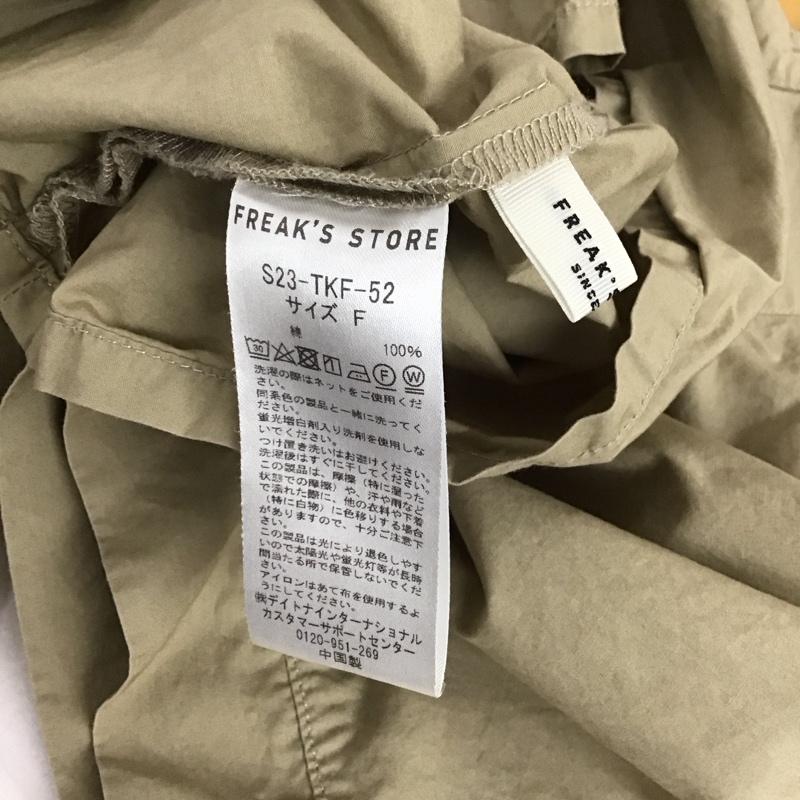 FREAK'S STORE
S23-TKF-52
サイズ F
綿 100%
30 1 F W
洗濯の際はネットをご使用くだ
さい。
同系色の製品と一緒に洗ってく
ださい。
蛍光増白剤入り洗剤を使用しな
いでください。
つけ置き洗いはお避けください。
洗濯後はすぐに干してください。
この製品は、摩擦(特に湿った
状態での摩擦)や、汗や雨など
で濡れた際に、他の衣料や下着
(特に白物)に色移りする場合
がありますので、十分ご注意下
さい。
この製品は光により退色しやす
いので太陽光や蛍光灯等が長時
間当たる所で保管しないでくだ
さい。
アイロンはあて布を使用するよ
うにしてください。
㈱デイトナインターナショナル
カスタマーサポートセンター
0120-951-269
中国製
FREAK'S
SINCE